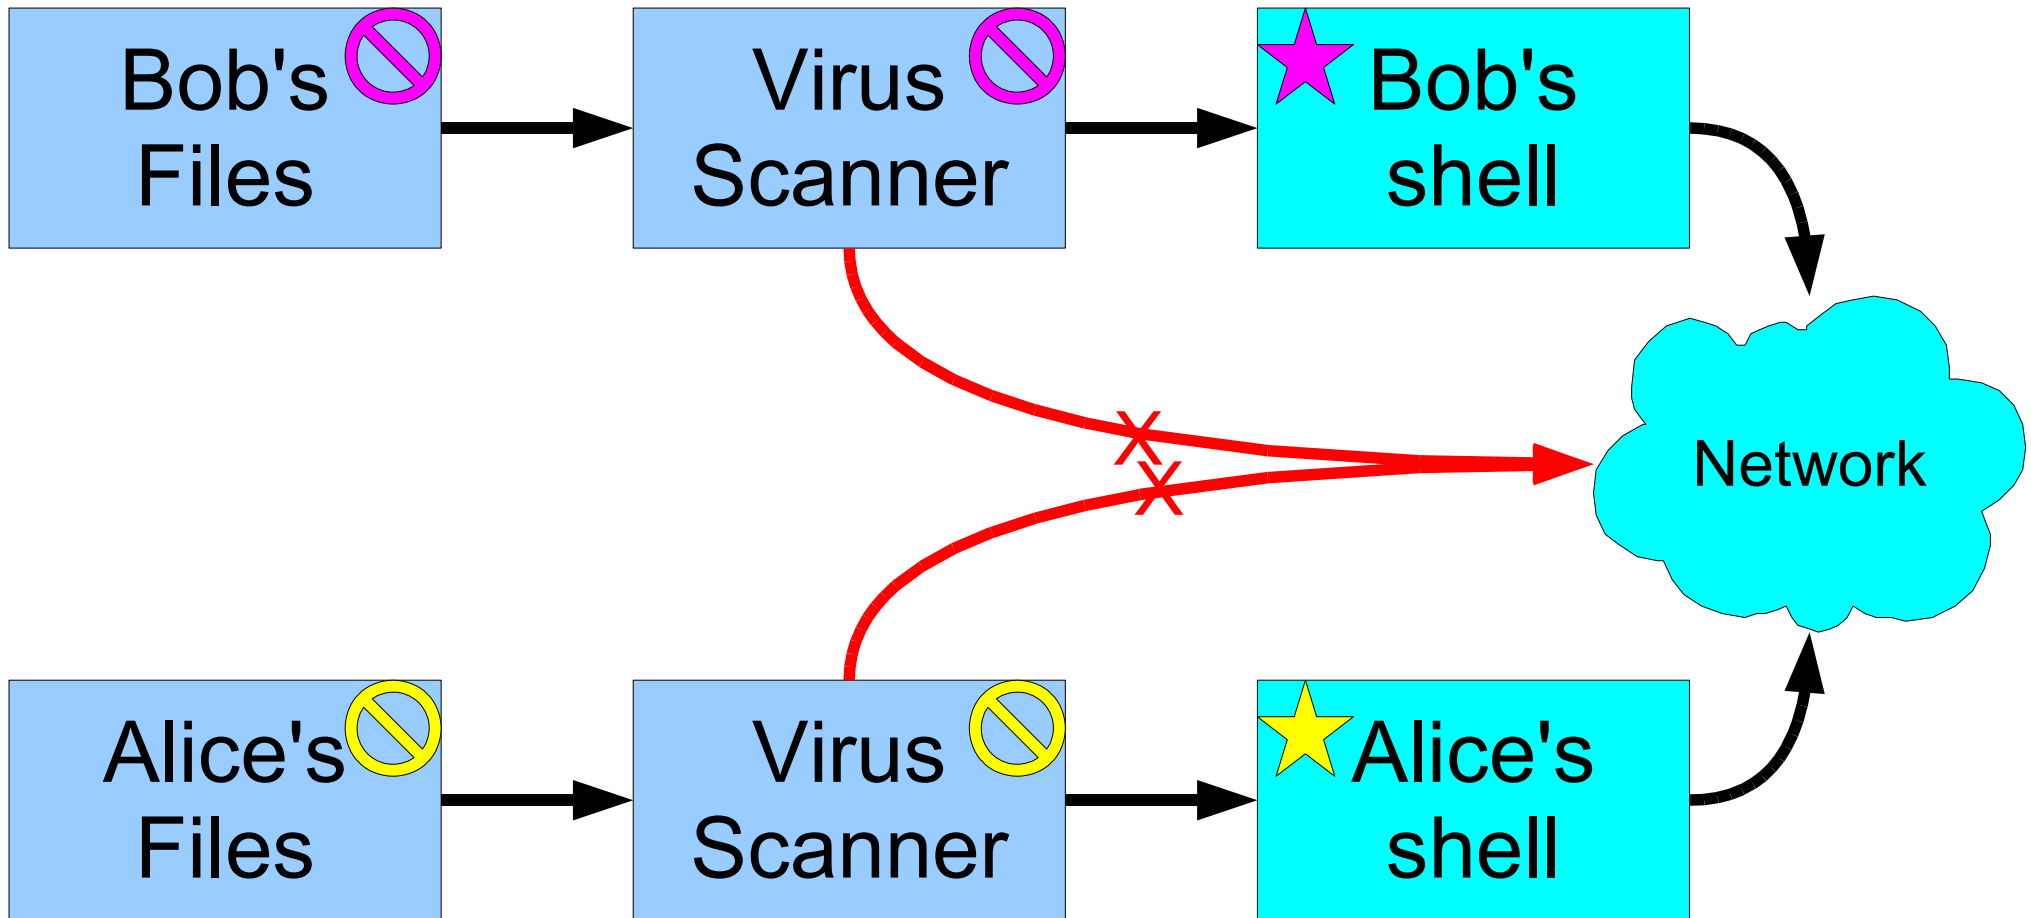 Bob's
Files
Virus
Scanner
Bob's
shell
X
X
Network
Alice's
Files
Virus
Scanner
Alice's
shell